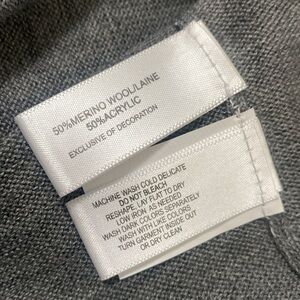 50%MERINO WOOL/LAINE
50%ACRYLIC
EXCLUSIVE OF DECORATION
MACHINE WASH COLD DELICATE
DO NOT BLEACH
RESHAPE, LAY FLAT TO DRY
LOW IRON AS NEEDED
WASH DARK COLORS SEPARATELY
WASH WITH LIKE COLORS
TURN GARMENT INSIDE OUT
OR DRY CLEAN